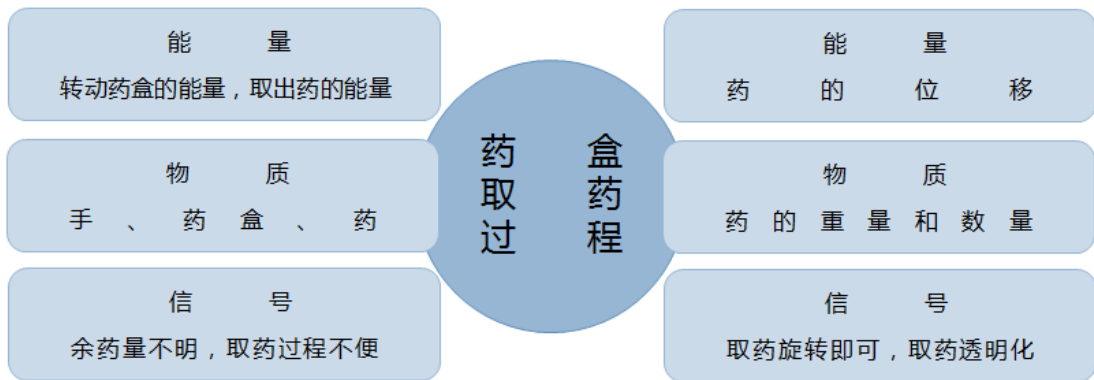 能量
转动药盒的能量，取出药的能量
物质
手、药盒、药
信号
余药量不明，取药过程不便
药盒
取药
过程
能量
药的位移
物质
药的重量和数量
信号
取药旋转即可，取药透明化